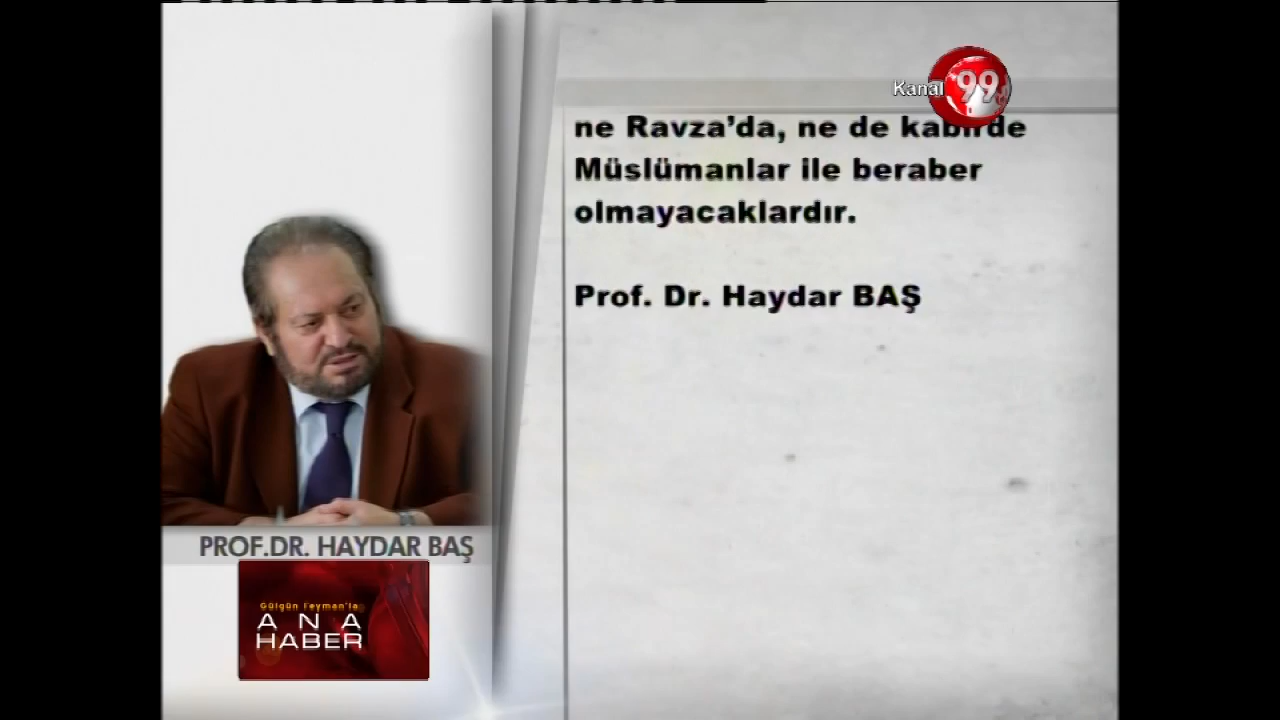 Kanal 99
ne Ravza'da, ne de kabirde
Müslümanlar ile beraber
olmayacaklardır.
Prof. Dr. Haydar BAŞ
PROF.DR. HAYDAR BAŞ
Gülgün Feyman'la
ANA
HABER